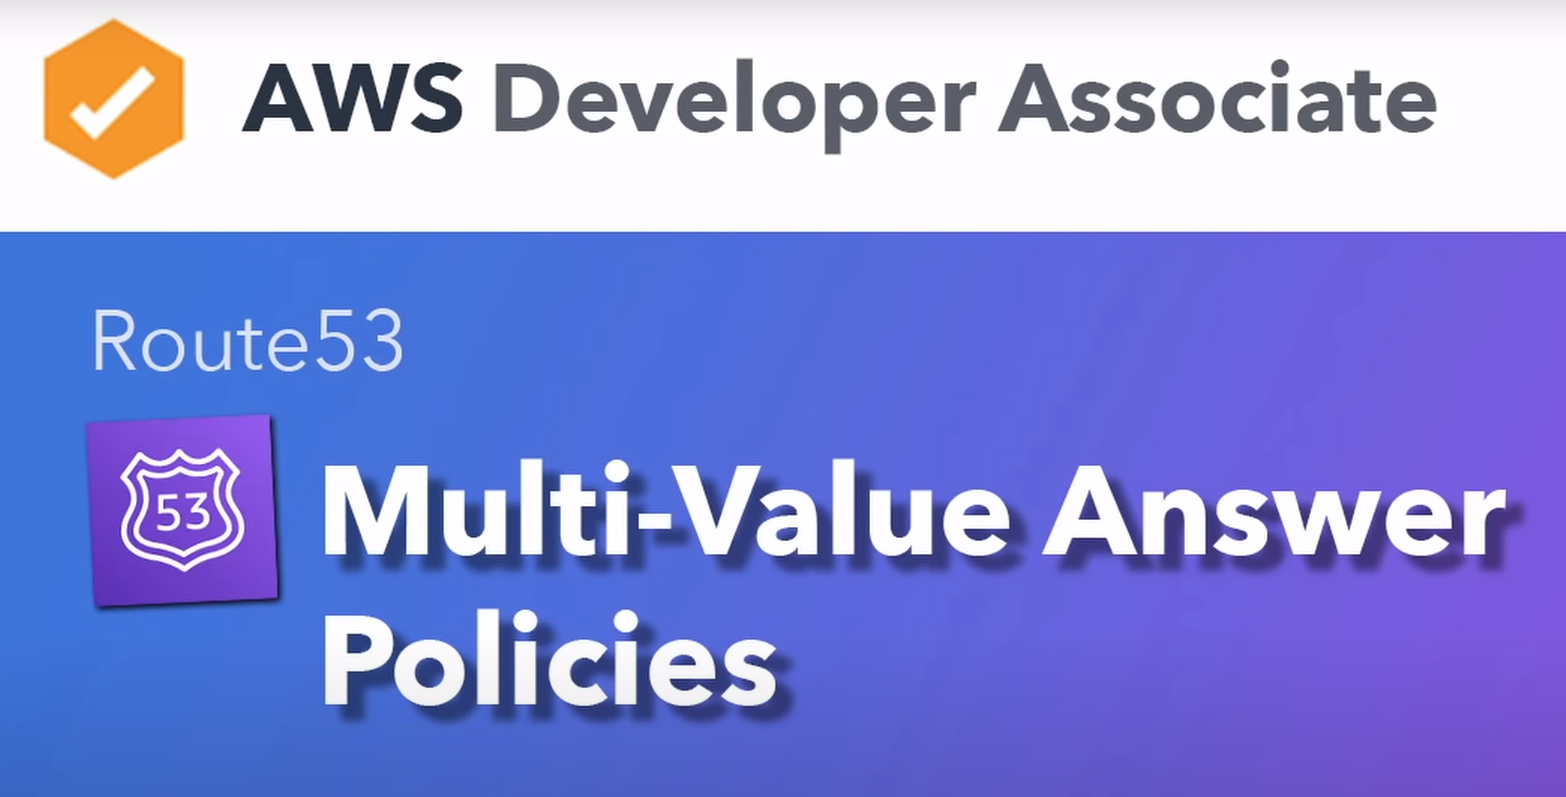 AWS Developer Associate
Route53
53
Multi-Value Answer
Policies